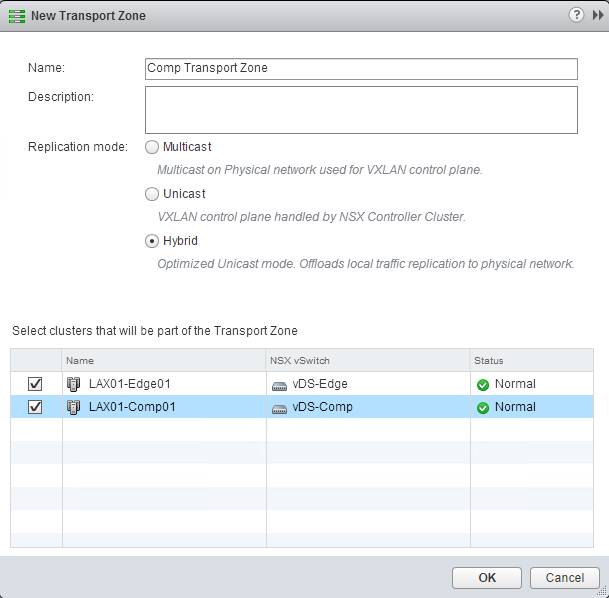 New Transport Zone ?
Name: Comp Transport Zone
Description:
Replication mode: Multicast
Multicast on Physical network used for VXLAN control plane.
Unicast
VXLAN control plane handled by NSX Controller Cluster.
Hybrid
Optimized Unicast mode. Offloads local traffic replication to physical network.
Select clusters that will be part of the Transport Zone
Name NSX vSwitch Status
LAX01-Edge01 vDS-Edge Normal
LAX01-Comp01 vDS-Comp Normal
OK Cancel